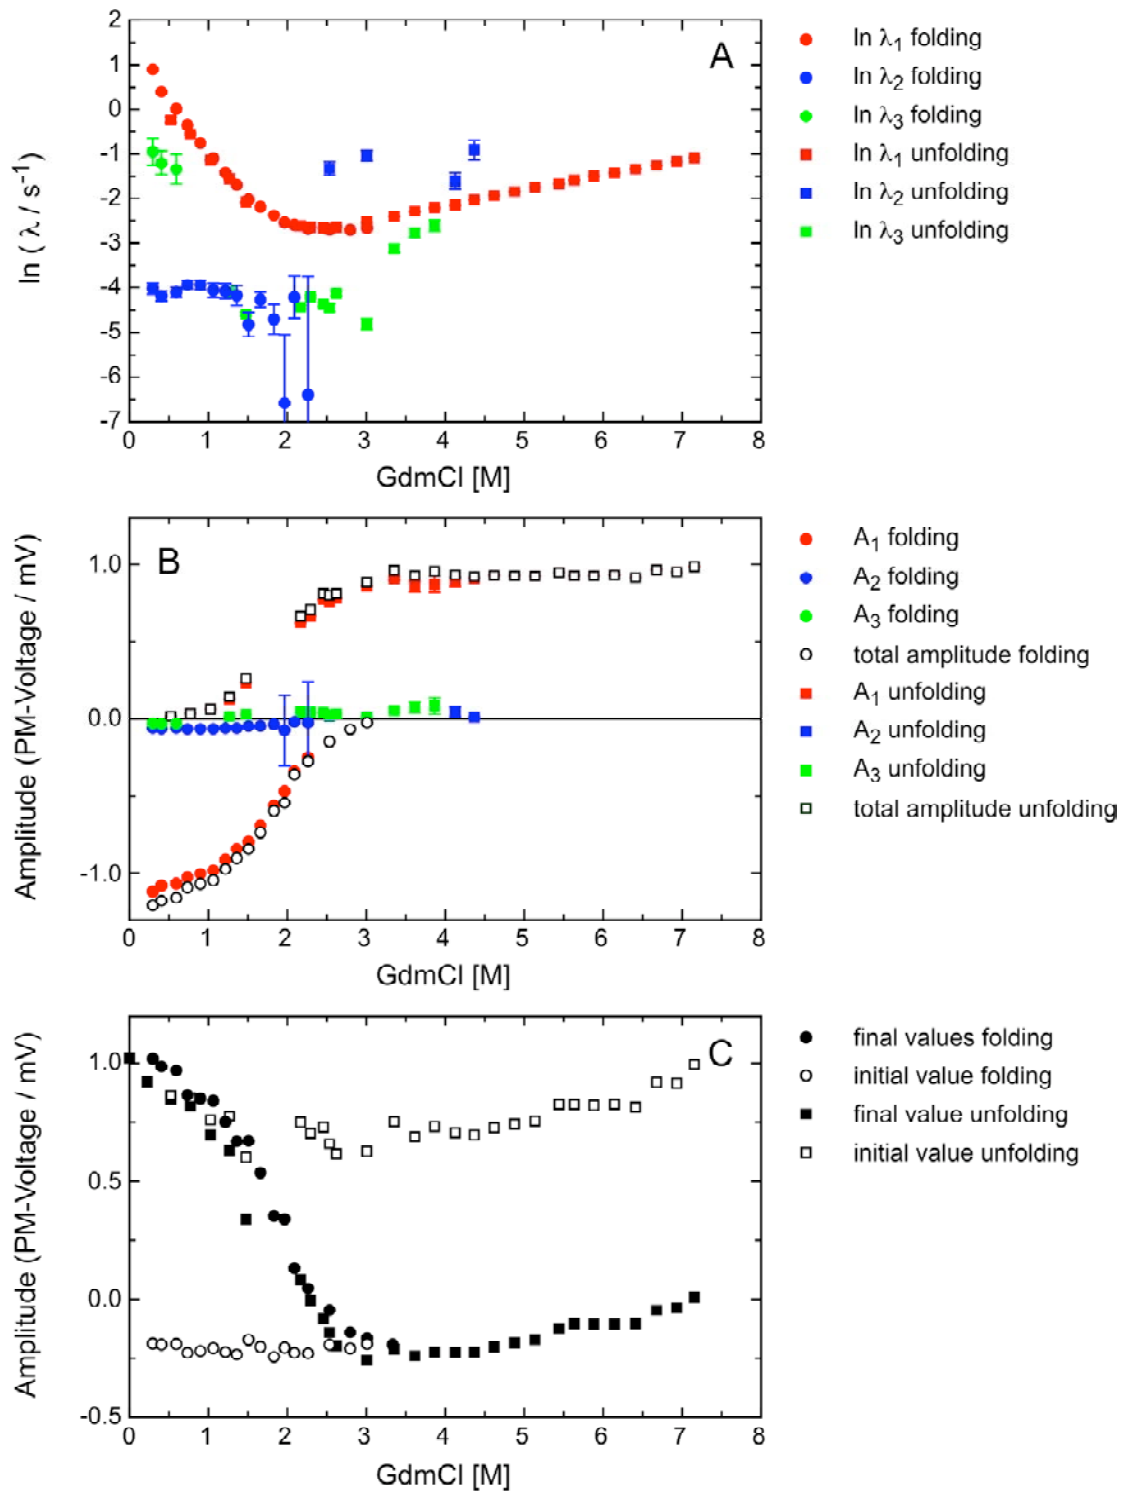 A
ln ( λ / s⁻¹)
2
1
0
-1
-2
-3
-4
-5
-6
-7
0 1 2 3 4 5 6 7 8
GdmCl [M]
ln λ₁ folding
ln λ₂ folding
ln λ₃ folding
ln λ₁ unfolding
ln λ₂ unfolding
ln λ₃ unfolding
B
Amplitude (PM-Voltage / mV)
1.0
0.0
-1.0
0 1 2 3 4 5 6 7 8
GdmCl [M]
A₁ folding
A₂ folding
A₃ folding
total amplitude folding
A₁ unfolding
A₂ unfolding
A₃ unfolding
total amplitude unfolding
C
Amplitude (PM-Voltage / mV)
1.0
0.5
0.0
-0.5
0 1 2 3 4 5 6 7 8
GdmCl [M]
final values folding
initial value folding
final value unfolding
initial value unfolding